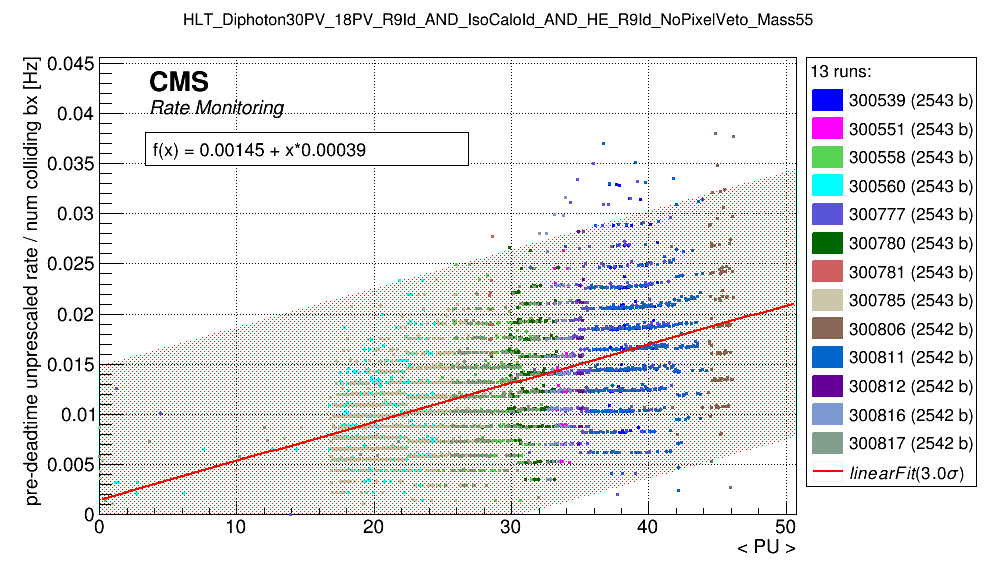 HLT_Diphoton30PV_18PV_R9Id_AND_IsoCaloId_AND_HE_R9Id_NoPixelVeto_Mass55
pre-deadtime unprescaled rate / num colliding bx [Hz]
0.045
0.04
0.035
0.03
0.025
0.02
0.015
0.01
0.005
0
CMS
Rate Monitoring
f(x) = 0.00145 + x*0.00039
0
10
20
30
40
50
< PU >
13 runs:
300539 (2543 b)
300551 (2543 b)
300558 (2543 b)
300560 (2543 b)
300777 (2543 b)
300780 (2543 b)
300781 (2543 b)
300785 (2543 b)
300806 (2542 b)
300811 (2542 b)
300812 (2542 b)
300816 (2542 b)
300817 (2542 b)
linearFit(3.0σ)